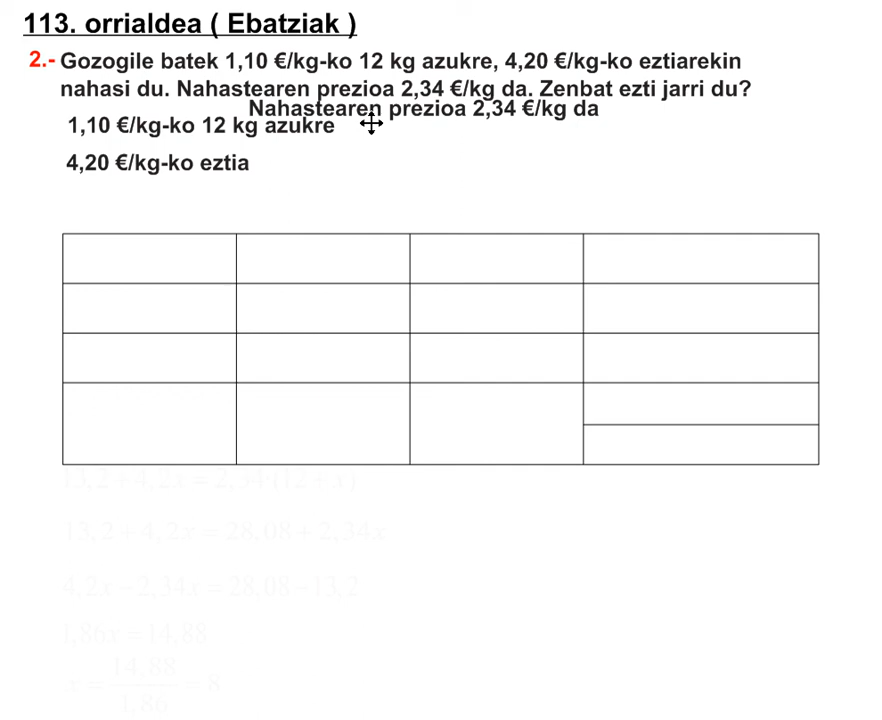 113. orrialdea ( Ebatziak )
2.- Gozogile batek 1,10 €/kg-ko 12 kg azukre, 4,20 €/kg-ko eztiarekin
nahasi du. Nahastearen prezioa 2,34 €/kg da. Zenbat ezti jarri du?
Nahastearen prezioa 2,34 €/kg da
1,10 €/kg-ko 12 kg azukre
4,20 €/kg-ko eztia
13,2 + 4,2x = 2,34·(12 + x)
13,2 + 4,2x = 28,08 + 2,34x
4,2x − 2,34x = 28,08 − 13,2
1,86x = 14,88
x = 14,88 / 1,86 = 8